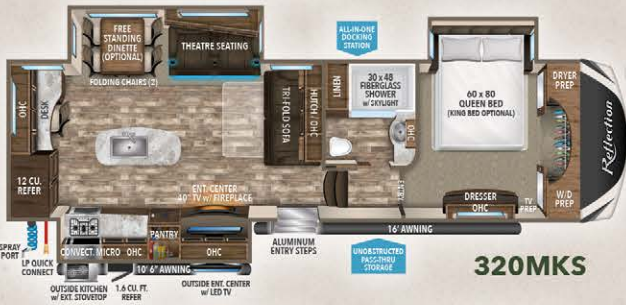 FREE
STANDING
DINETTE
(OPTIONAL)
THEATRE SEATING
FOLDING CHAIRS (2)
ALL-IN-ONE
DOCKING
STATION
LINEN
30 x 48
FIBERGLASS
SHOWER
w/ SKYLIGHT
60 x 80
QUEEN BED
(KING BED OPTIONAL)
DRYER
PREP
OHC
DESK
TRI-FOLD SOFA
HUTCH / OHC
OHC
Reflection
12 CU.
REFER
ENT. CENTER
40" TV w/ FIREPLACE
ENTRY
DRESSER
OHC
TV
PREP
W/D
PREP
16' AWNING
SPRAY
PORT
LP QUICK
CONNECT
CONVECT. MICRO
OHC
PANTRY
OHC
ALUMINUM
ENTRY STEPS
UNOBSTRUCTED
PASS-THRU
STORAGE
10' 6" AWNING
OUTSIDE KITCHEN
w/ EXT. STOVETOP
1.6 CU. FT.
REFER
OUTSIDE ENT. CENTER
w/ LED TV
320MKS